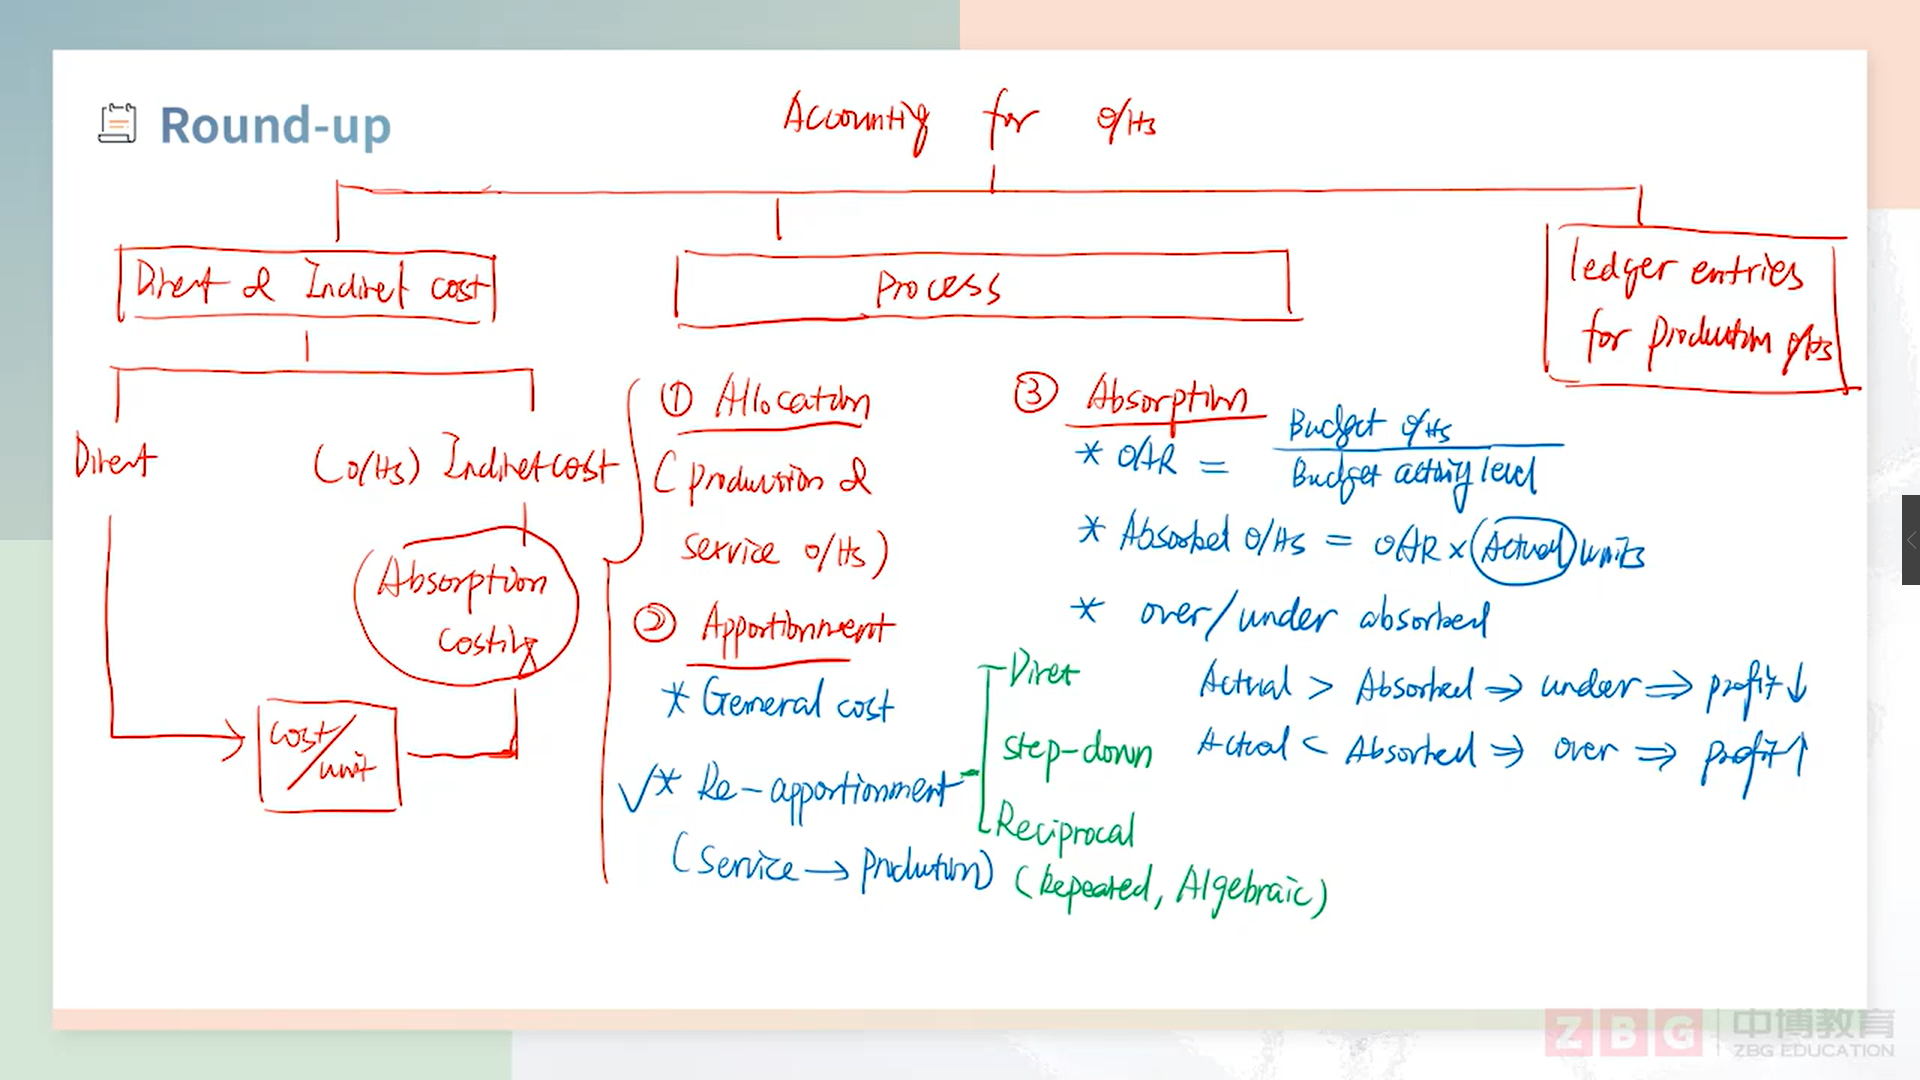 Round-up
Accounting for O/Hs
Direct & Indirect cost
Process
ledger entries
for production O/Hs
Direct
(O/Hs) Indirect cost
Absorption
costing
cost/unit
① Allocation
(production &
service O/Hs)
② Apportionment
* General cost
✓* Re-apportionment
(service → production)
Direct
step-down
Reciprocal
(Repeated, Algebraic)
③ Absorption
* OAR = Budget O/Hs
Budget activity level
* Absorbed O/Hs = OAR × Actual units
* over/under absorbed
Actual > Absorbed ⇒ under ⇒ profit ↓
Actual < Absorbed ⇒ over ⇒ profit ↑
ZBG 中博教育
ZBG EDUCATION